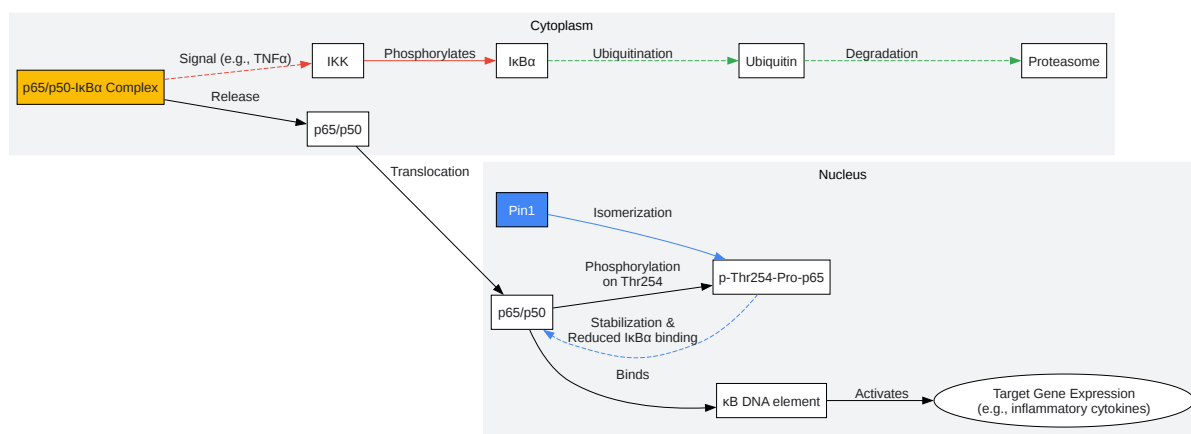 Cytoplasm
Signal (e.g., TNFα)
IKK
Phosphorylates
IκBα
Ubiquitination
Ubiquitin
Degradation
Proteasome
p65/p50-IκBα Complex
Release
p65/p50
Translocation
Nucleus
Pin1
Isomerization
Phosphorylation
on Thr254
p-Thr254-Pro-p65
p65/p50
Stabilization &
Reduced IκBα binding
Binds
κB DNA element
Activates
Target Gene Expression
(e.g., inflammatory cytokines)